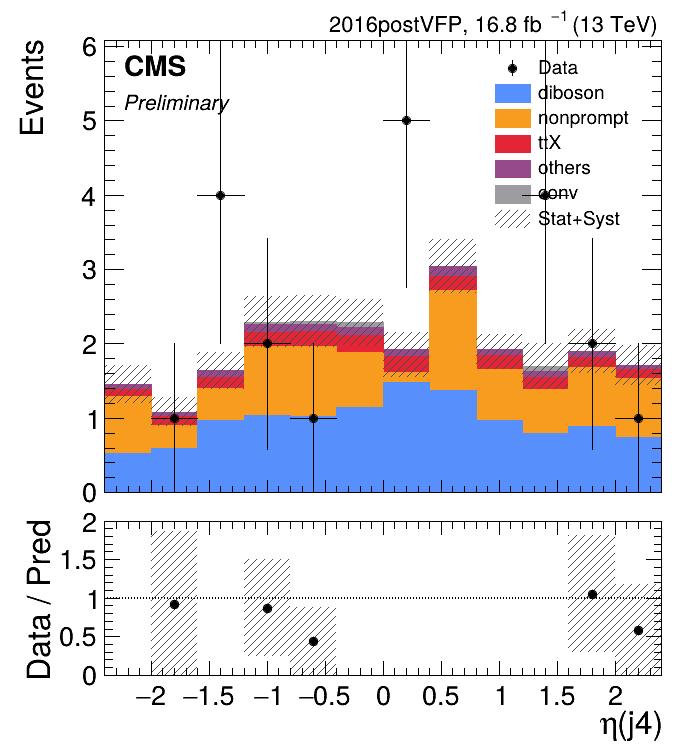 2016postVFP, 16.8 fb ⁻¹ (13 TeV)
CMS
Preliminary
Events
6
5
4
3
2
1
0
Data
diboson
nonprompt
ttX
others
conv
Stat+Syst
Data / Pred
2
1.5
1
0.5
0
−2 −1.5 −1 −0.5 0 0.5 1 1.5 2
η(j4)